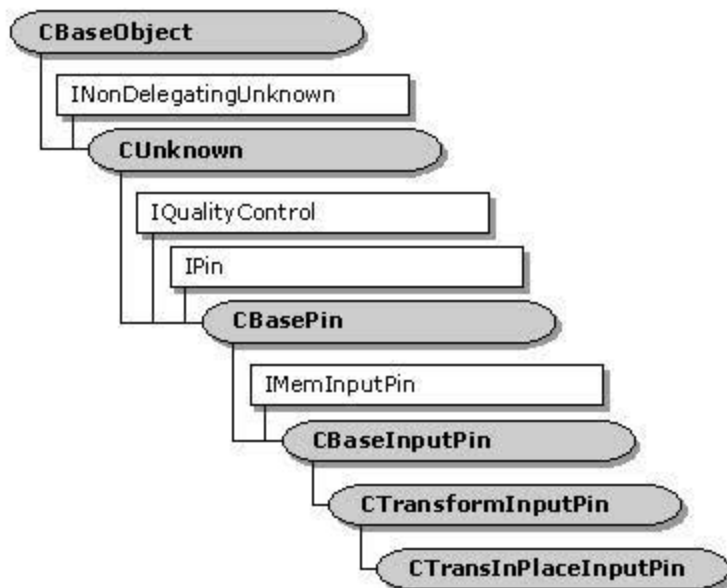 CBaseObject
INonDelegatingUnknown
CUnknown
IQualityControl
IPin
CBasePin
IMemInputPin
CBaseInputPin
CTransformInputPin
CTransInPlaceInputPin